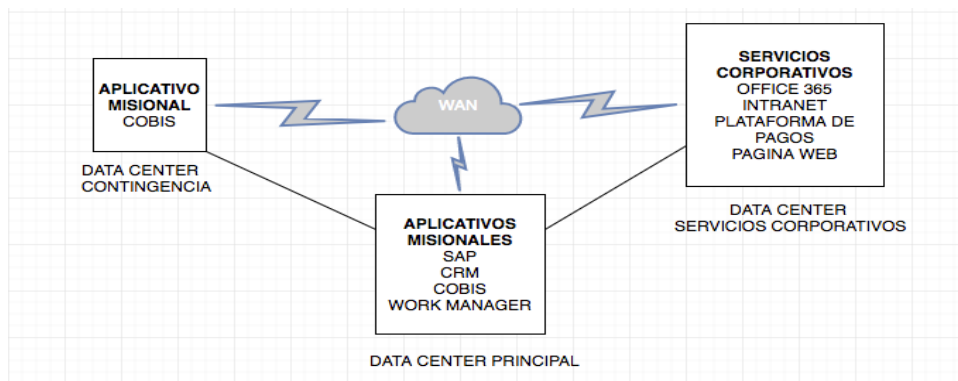 APLICATIVO
MISIONAL
COBIS
DATA CENTER
CONTINGENCIA
WAN
SERVICIOS
CORPORATIVOS
OFFICE 365
INTRANET
PLATAFORMA DE
PAGOS
PAGINA WEB
DATA CENTER
SERVICIOS CORPORATIVOS
APLICATIVOS
MISIONALES
SAP
CRM
COBIS
WORK MANAGER
DATA CENTER PRINCIPAL